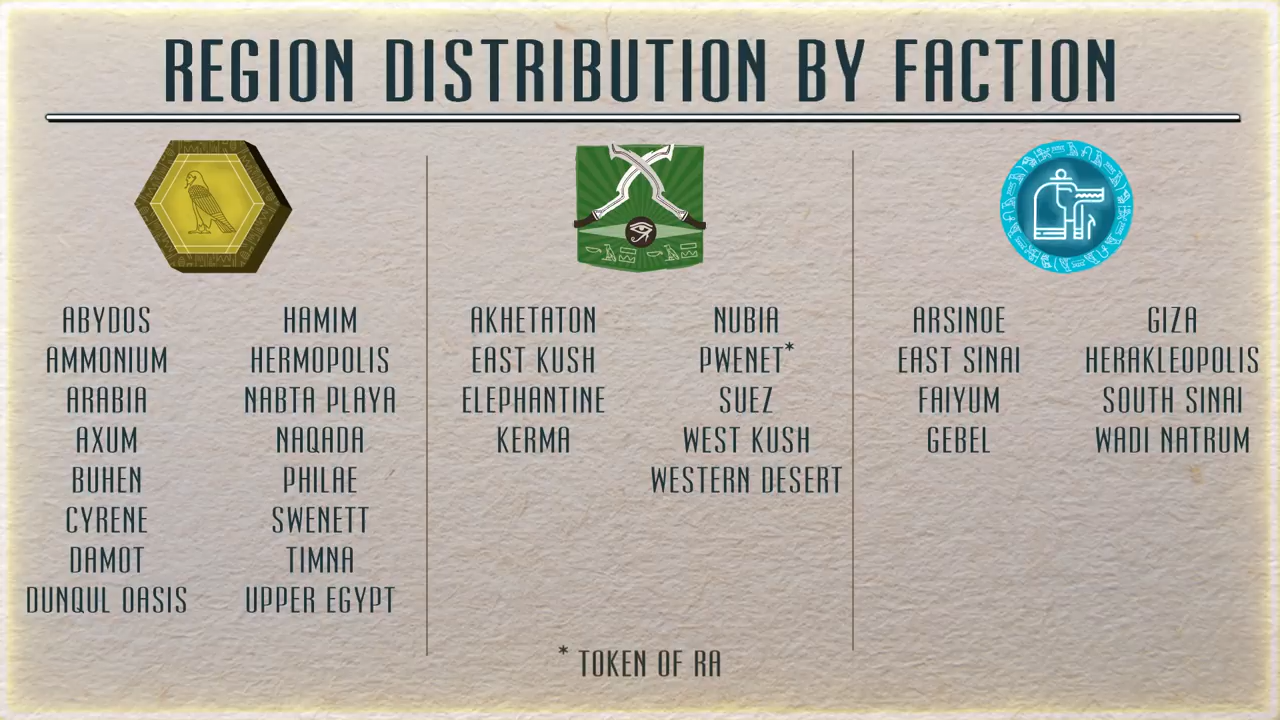 REGION DISTRIBUTION BY FACTION
ABYDOS
AMMONIUM
ARABIA
AXUM
BUHEN
CYRENE
DAMOT
DUNQUL OASIS
HAMIM
HERMOPOLIS
NABTA PLAYA
NAQADA
PHILAE
SWENETT
TIMNA
UPPER EGYPT
AKHETATON
EAST KUSH
ELEPHANTINE
KERMA
NUBIA
PWENET*
SUEZ
WEST KUSH
WESTERN DESERT
ARSINOE
EAST SINAI
FAIYUM
GEBEL
GIZA
HERAKLEOPOLIS
SOUTH SINAI
WADI NATRUM
* TOKEN OF RA